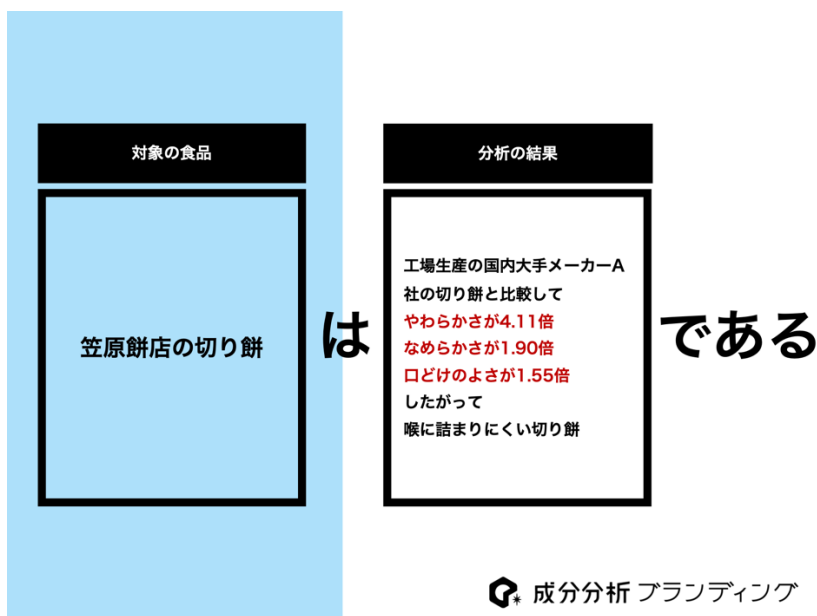 対象の食品
笠原餅店の切り餅
は
分析の結果
工場生産の国内大手メーカーA
社の切り餅と比較して
やわらかさが4.11倍
なめらかさが1.90倍
口どけのよさが1.55倍
したがって
喉に詰まりにくい切り餅
である
成分分析 ブランディング